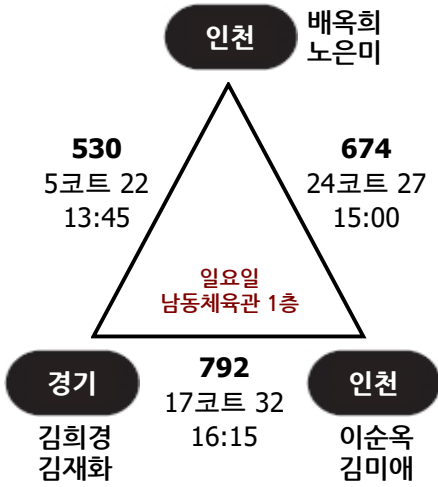 인천
배옥희
노은미
530
5코트 22
13:45
674
24코트 27
15:00
일요일
남동체육관 1층
경기
김희경
김재화
792
17코트 32
16:15
인천
이순옥
김미애